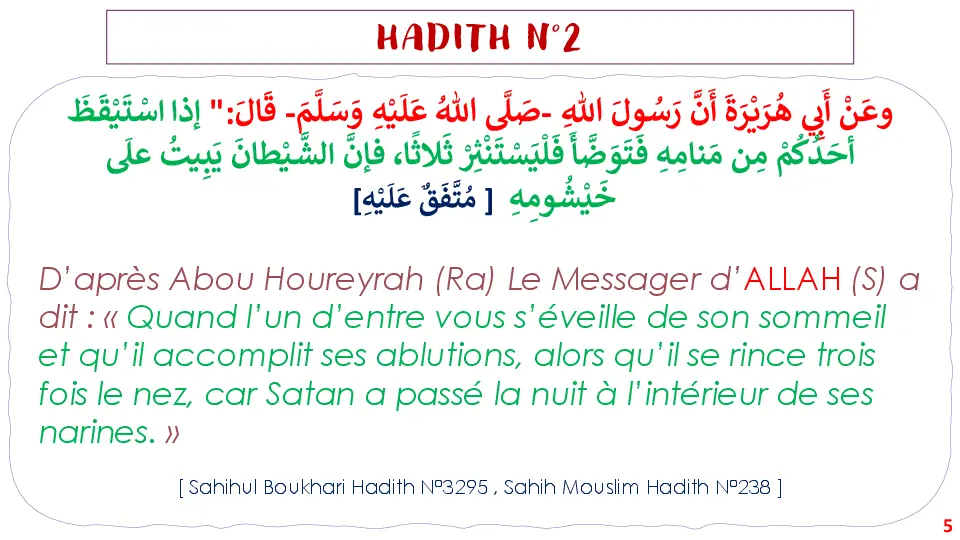 HADITH N°2
وعَنْ أَبِي هُرَيْرَةَ أَنَّ رَسُولَ اللهِ -صَلَّى اللهُ عَلَيْهِ وَسَلَّمَ- قَالَ:" إذا اسْتَيْقَظَ
أحَدُكُمْ مِن مَنامِهِ فَتَوَضَّأَ فَلْيَسْتَنْثِرْ ثَلاثًا، فإنَّ الشَّيْطانَ يَبِيتُ علَى
خَيْشُومِهِ [ مُتَّفَقٌ عَلَيْهِ]
D’après Abou Houreyrah (Ra) Le Messager d’ALLAH (S) a
dit : « Quand l’un d’entre vous s’éveille de son sommeil
et qu’il accomplit ses ablutions, alors qu’il se rince trois
fois le nez, car Satan a passé la nuit à l’intérieur de ses
narines. »
[ Sahihul Boukhari Hadith Nº3295 , Sahih Mouslim Hadith Nº238 ]
5